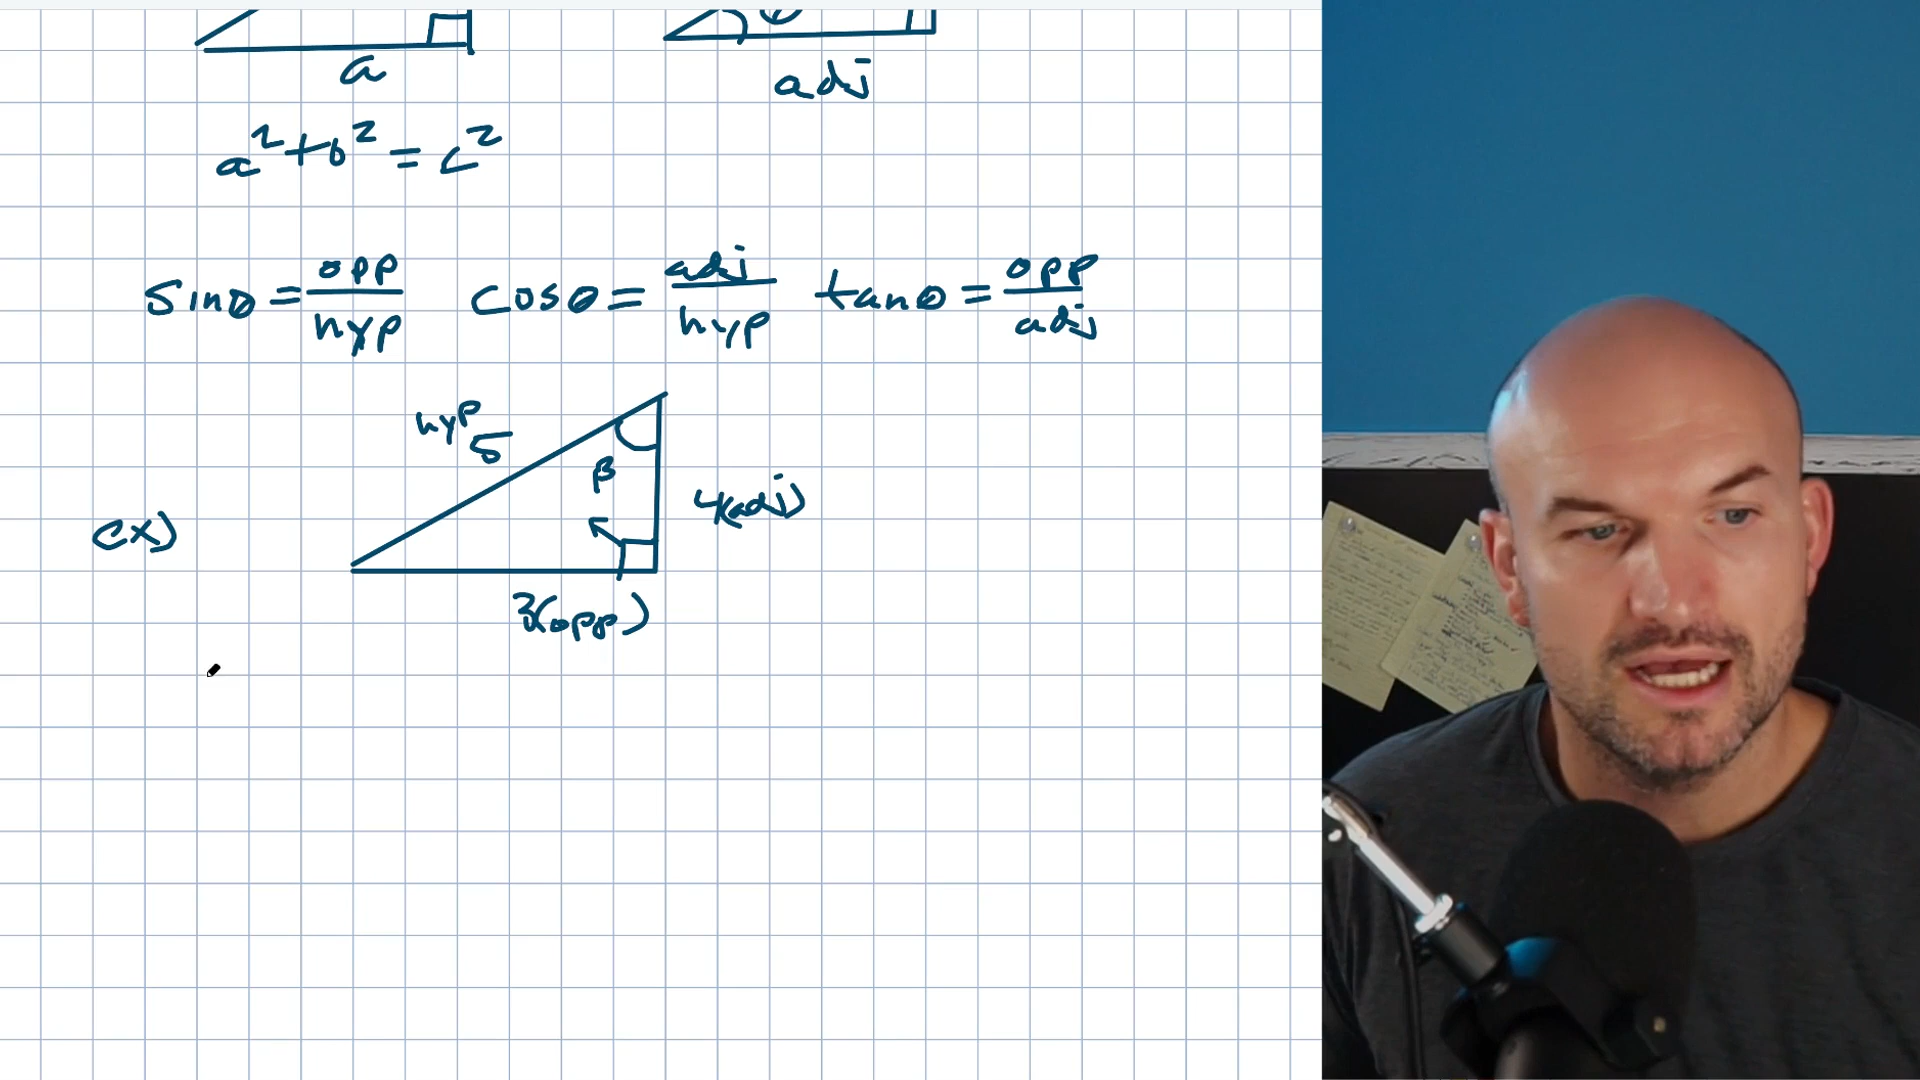 a
adj
a²+b²=c²
sinθ = opp/hyp cosθ = adj/hyp tanθ = opp/adj
hyp
5
β
4(adj)
ex)
3(opp)